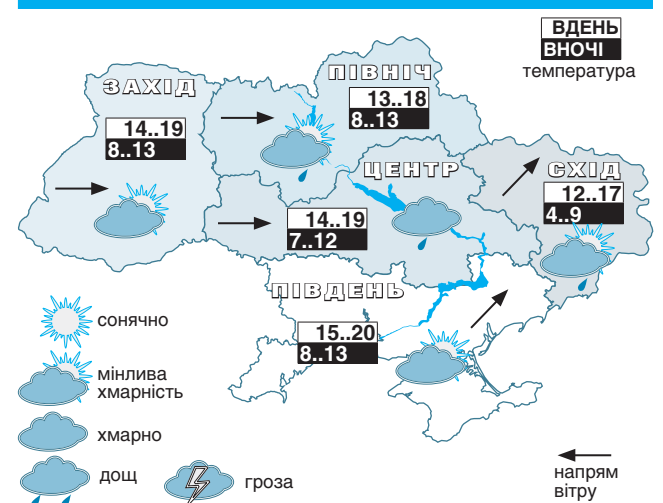 ВДЕНЬ
ВНОЧІ
температура
ПІВНІЧ
13..18
8..13
ЗАХІД
14..19
8..13
ЦЕНТР
14..19
7..12
СХІД
12..17
4..9
ПІВДЕНЬ
15..20
8..13
сонячно
мінлива
хмарність
хмарно
дощ
гроза
напрям
вітру